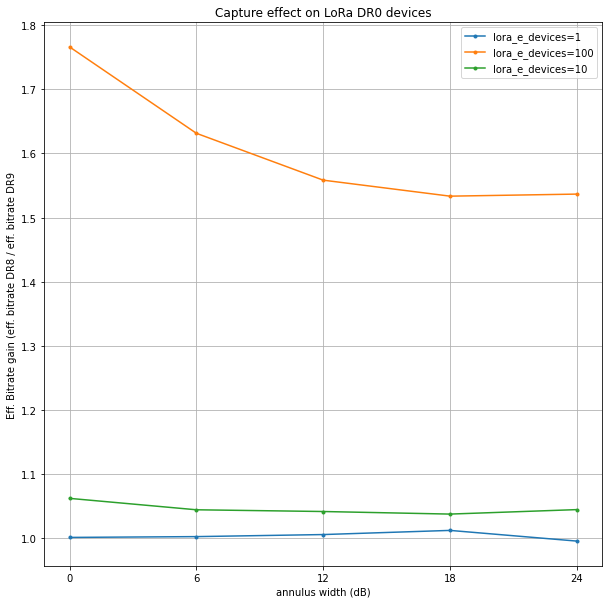 Capture effect on LoRa DR0 devices
lora_e_devices=1
lora_e_devices=100
lora_e_devices=10
Eff. Bitrate gain (eff. bitrate DR8 / eff. bitrate DR9
1.8
1.7
1.6
1.5
1.4
1.3
1.2
1.1
1.0
0 6 12 18 24
annulus width (dB)